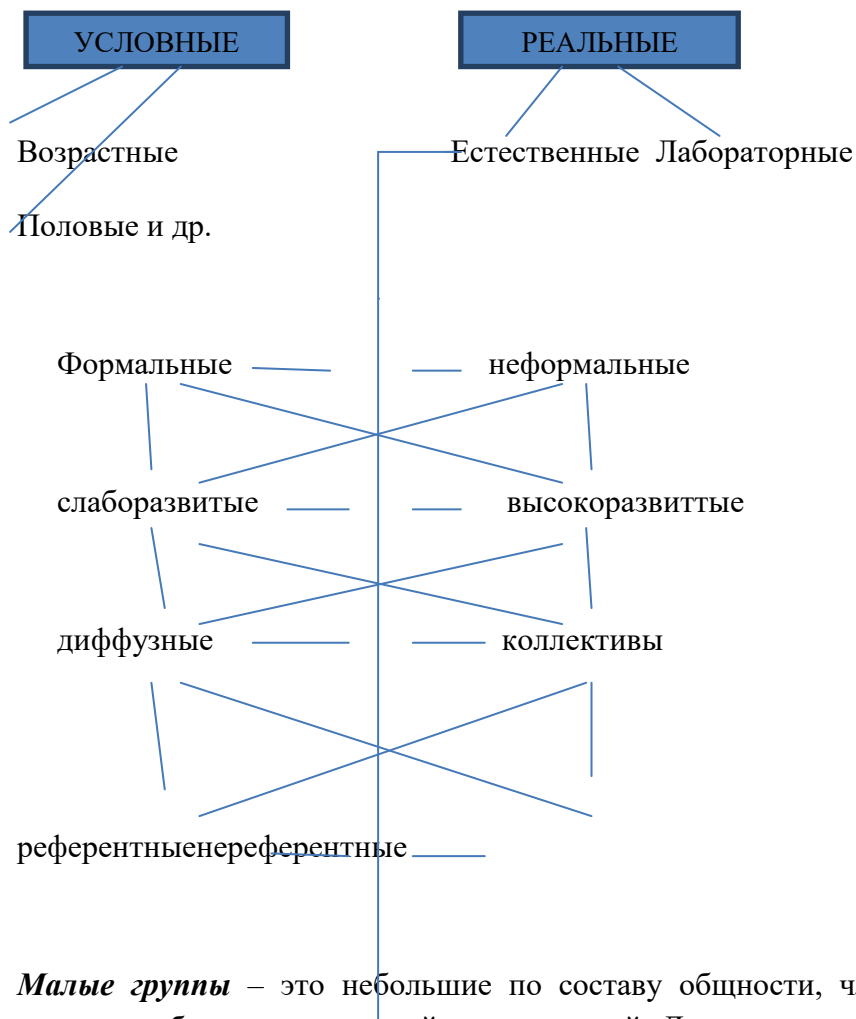 УСЛОВНЫЕ РЕАЛЬНЫЕ
Возрастные Естественные Лабораторные
Половые и др.
Формальные неформальные
слаборазвитые высокоразвиттые
диффузные коллективы
референтныенереферентные
Малые группы – это небольшие по составу общности, ч